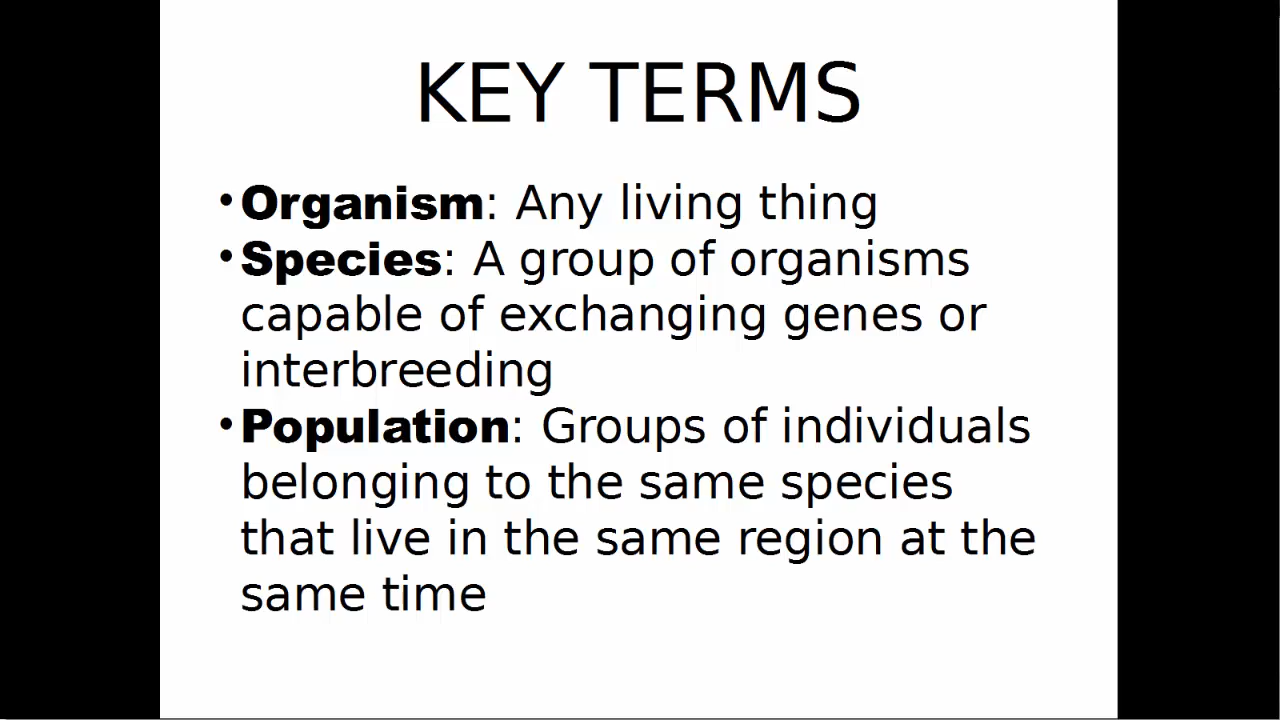 KEY TERMS
•Organism: Any living thing
•Species: A group of organisms
capable of exchanging genes or
interbreeding
•Population: Groups of individuals
belonging to the same species
that live in the same region at the
same time